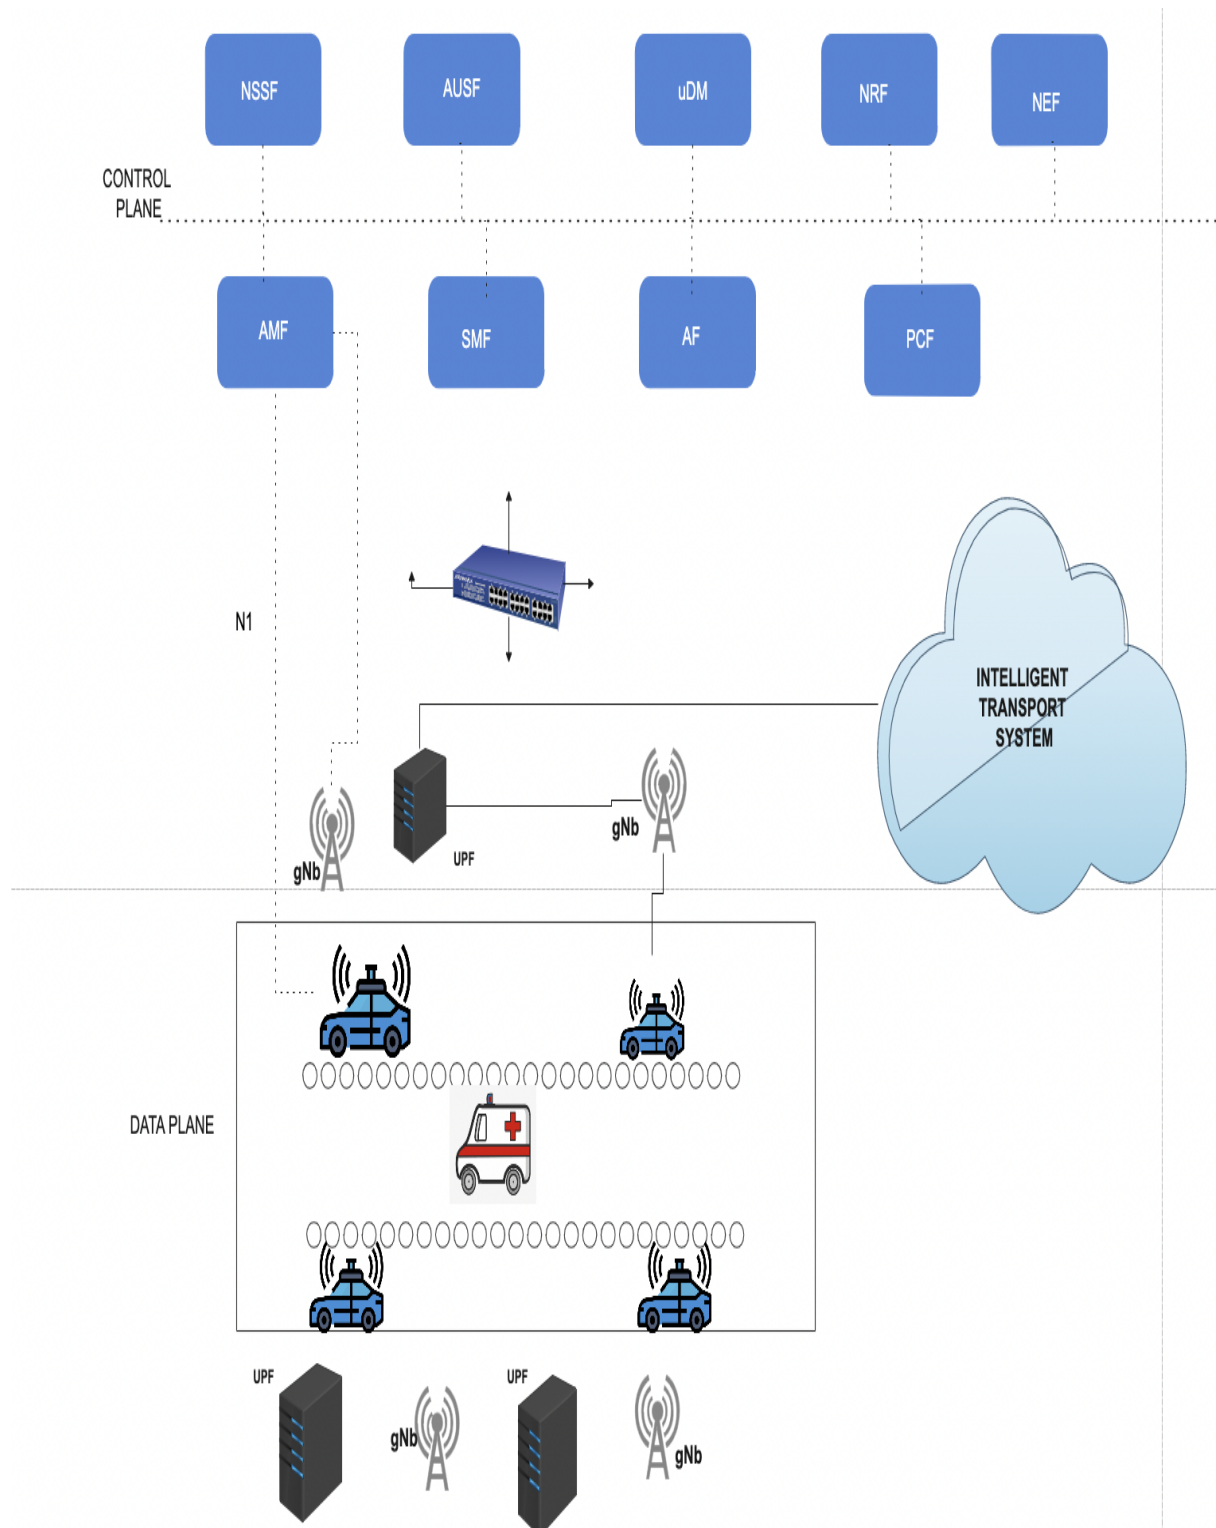 NSSF
AUSF
uDM
NRF
NEF
CONTROL
PLANE
AMF
SMF
AF
PCF
N1
INTELLIGENT
TRANSPORT
SYSTEM
gNb
UPF
gNb
DATA PLANE
UPF
gNb
UPF
gNb